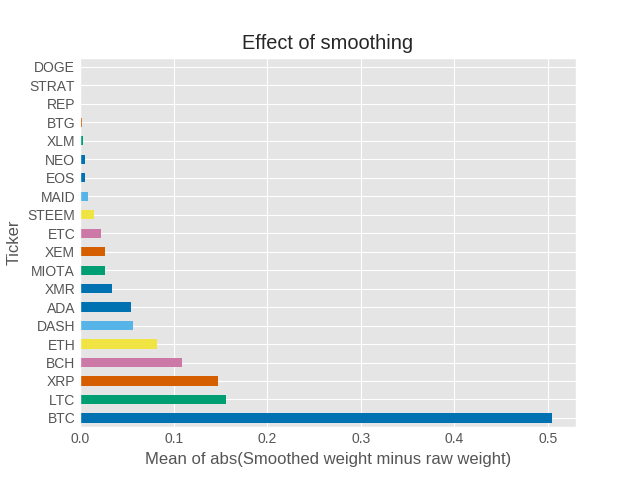 Effect of smoothing
DOGE
STRAT
REP
BTG
XLM
NEO
EOS
MAID
STEEM
ETC
XEM
MIOTA
XMR
ADA
DASH
ETH
BCH
XRP
LTC
BTC
Ticker
0.0 0.1 0.2 0.3 0.4 0.5
Mean of abs(Smoothed weight minus raw weight)